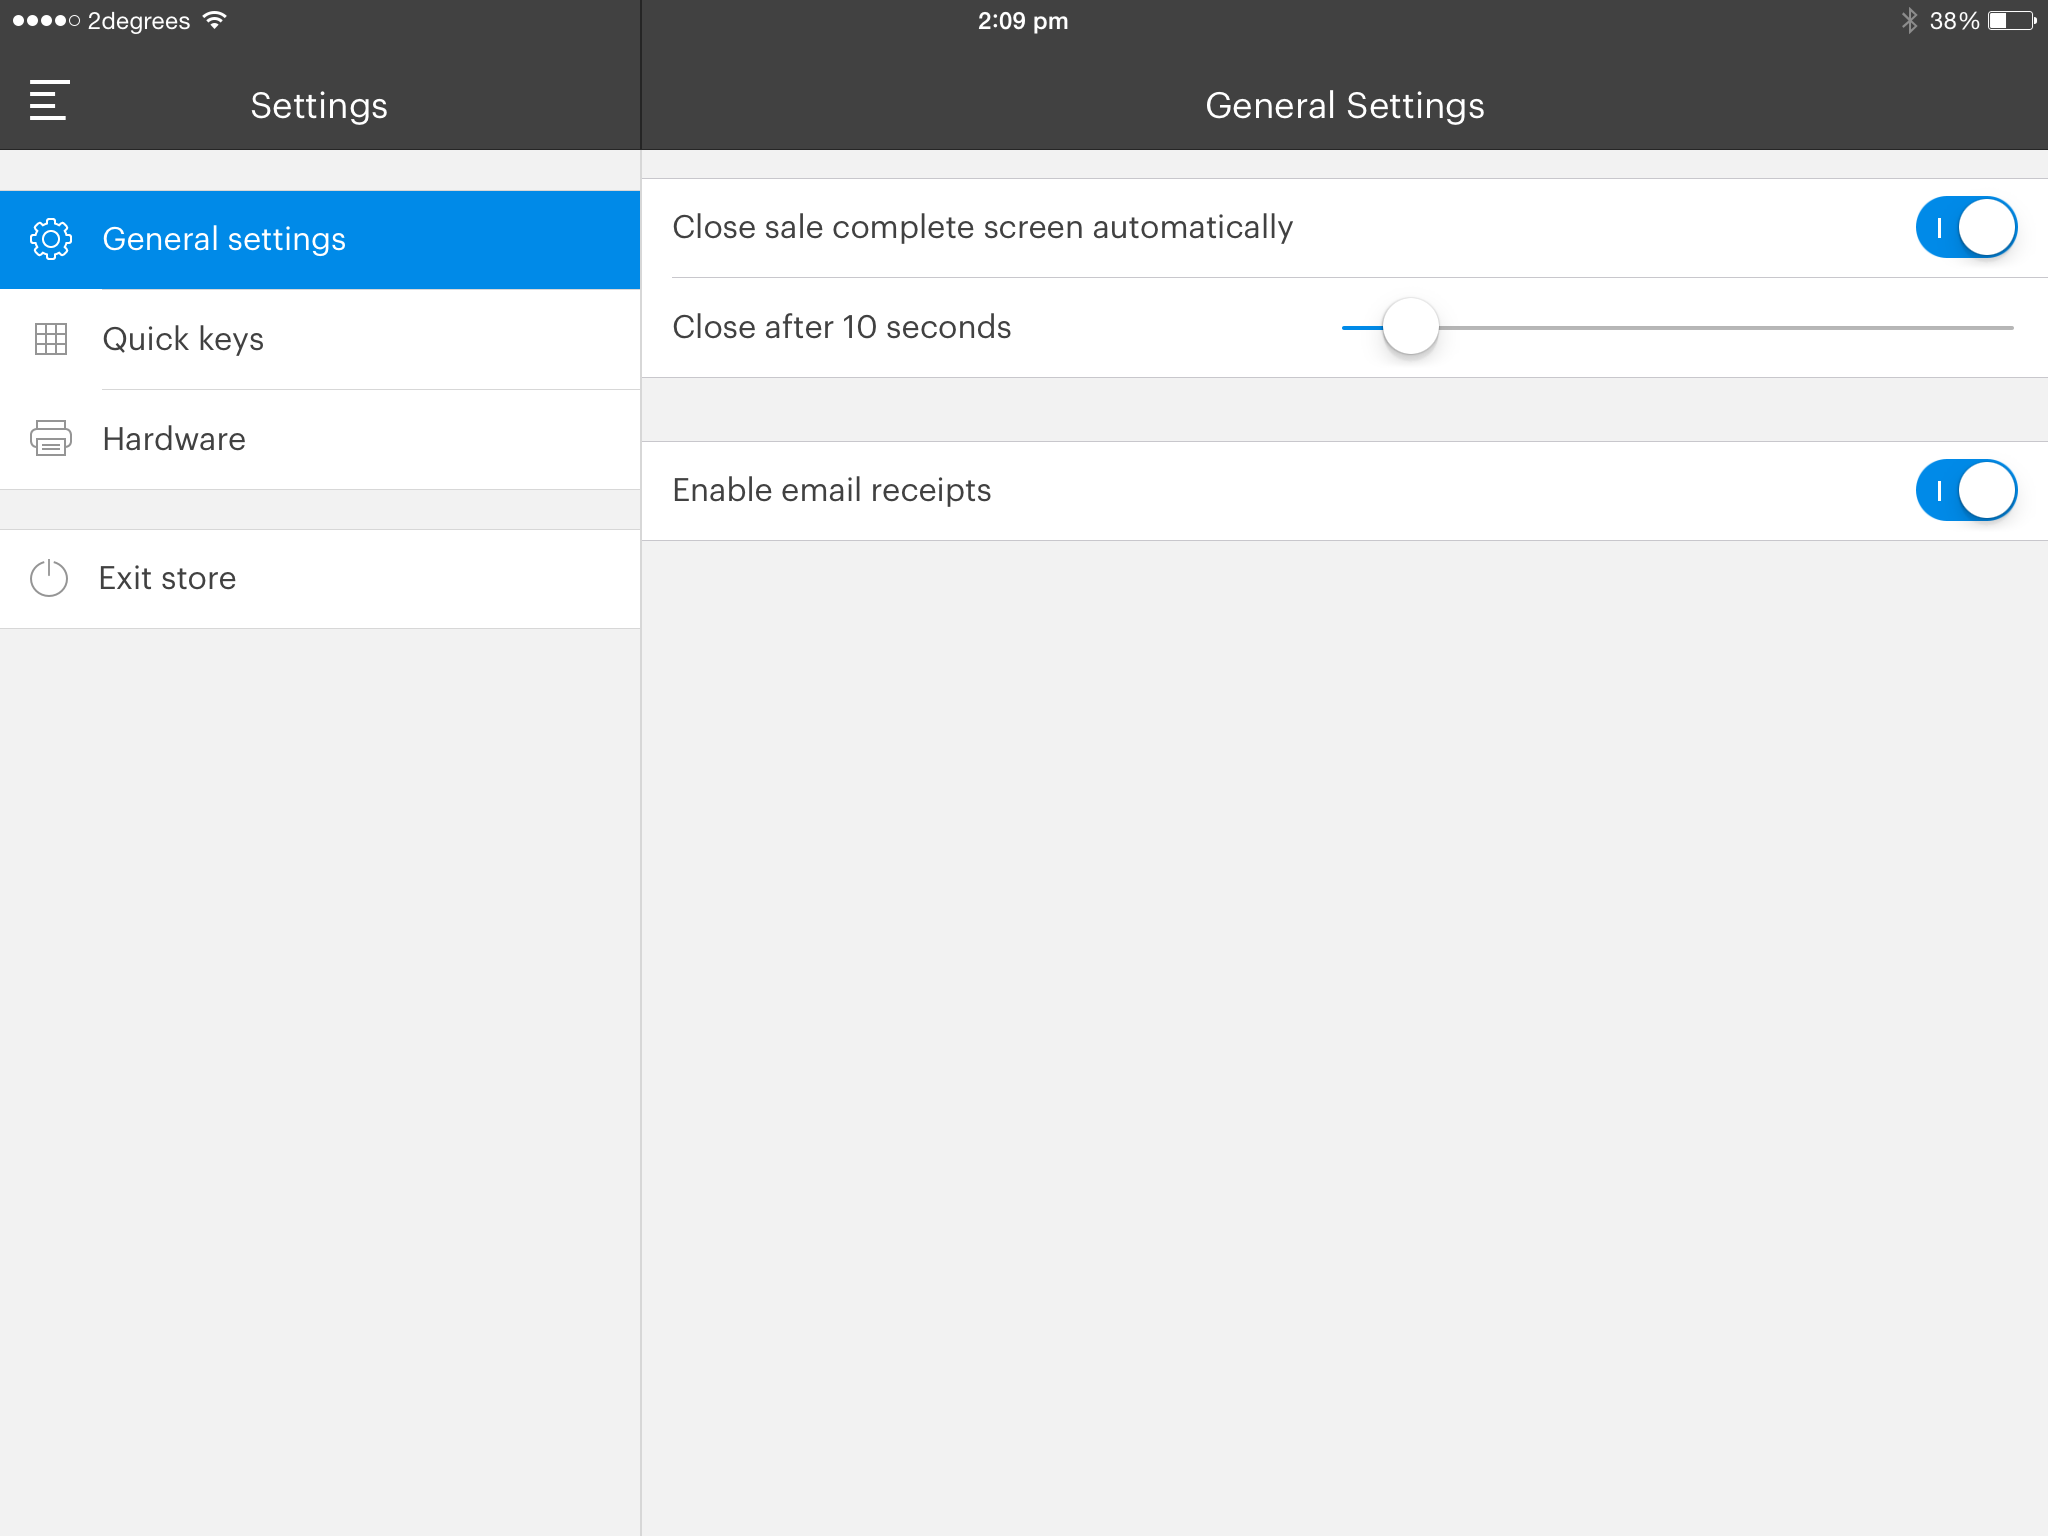 2degrees
2:09 pm
38%
Settings
General Settings
General settings
Quick keys
Hardware
Exit store
Close sale complete screen automatically
Close after 10 seconds
Enable email receipts